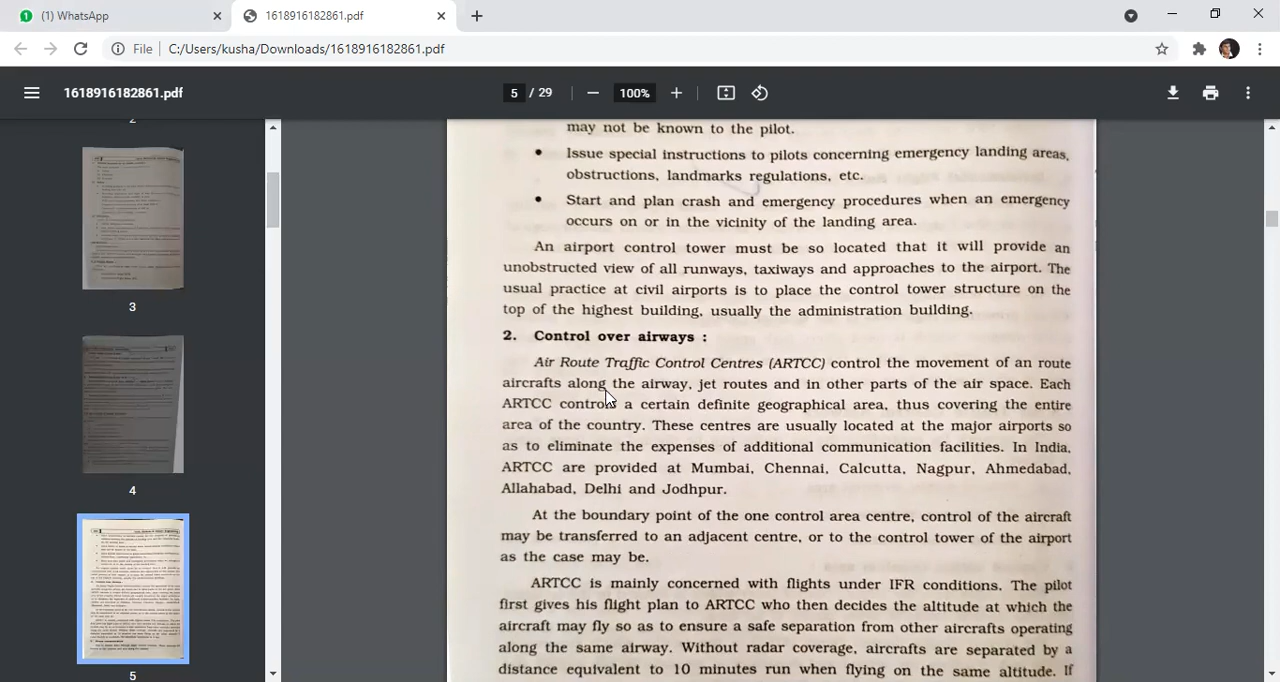 (1) WhatsApp
1618916182861.pdf
File
C:/Users/kusha/Downloads/1618916182861.pdf
1618916182861.pdf
5 / 29
100%
2
3
4
5
may not be known to the pilot.
• Issue special instructions to pilots concerning emergency landing areas,
obstructions, landmarks regulations, etc.
• Start and plan crash and emergency procedures when an emergency
occurs on or in the vicinity of the landing area.
An airport control tower must be so located that it will provide an
unobstructed view of all runways, taxiways and approaches to the airport. The
usual practice at civil airports is to place the control tower structure on the
top of the highest building, usually the administration building.
2. Control over airways :
Air Route Traffic Control Centres (ARTCC) control the movement of an route
aircrafts along the airway, jet routes and in other parts of the air space. Each
ARTCC controls a certain definite geographical area, thus covering the entire
area of the country. These centres are usually located at the major airports so
as to eliminate the expenses of additional communication facilities. In India,
ARTCC are provided at Mumbai, Chennai, Calcutta, Nagpur, Ahmedabad,
Allahabad, Delhi and Jodhpur.
At the boundary point of the one control area centre, control of the aircraft
may be transferred to an adjacent centre, or to the control tower of the airport
as the case may be.
ARTCC is mainly concerned with flights under IFR conditions. The pilot
first gives his flight plan to ARTCC who then decides the altitude at which the
aircraft is to fly so as to ensure a safe separation from other aircrafts operating
along the same airway. Without radar coverage, aircrafts are separated by a
distance equivalent to 10 minutes run when flying on the same altitude. If